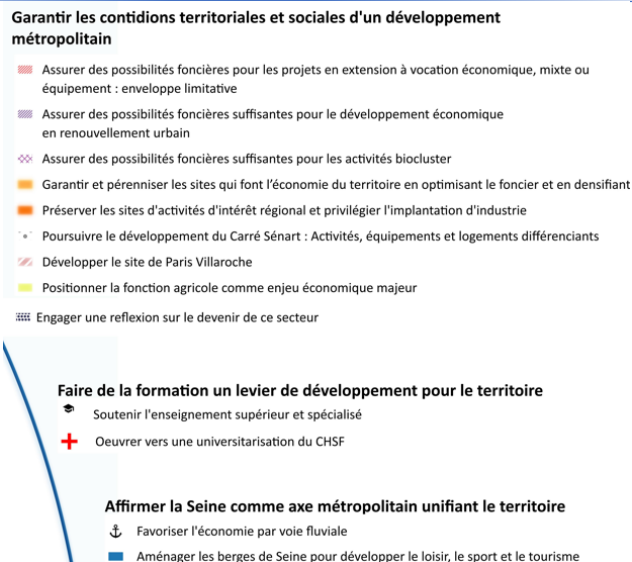 Garantir les contidions territoriales et sociales d'un développement
métropolitain
Assurer des possibilités foncières pour les projets en extension à vocation économique, mixte ou
équipement : enveloppe limitative
Assurer des possibilités foncières suffisantes pour le développement économique
en renouvellement urbain
Assurer des possibilités foncières suffisantes pour les activités biocluster
Garantir et pérenniser les sites qui font l'économie du territoire en optimisant le foncier et en densifiant
Préserver les sites d'activités d'intérêt régional et privilégier l'implantation d'industrie
Poursuivre le développement du Carré Sénart : Activités, équipements et logements différenciants
Développer le site de Paris Villaroche
Positionner la fonction agricole comme enjeu économique majeur
Engager une reflexion sur le devenir de ce secteur
Faire de la formation un levier de développement pour le territoire
Soutenir l'enseignement supérieur et spécialisé
Oeuvrer vers une universitarisation du CHSF
Affirmer la Seine comme axe métropolitain unifiant le territoire
Favoriser l'économie par voie fluviale
Aménager les berges de Seine pour développer le loisir, le sport et le tourisme